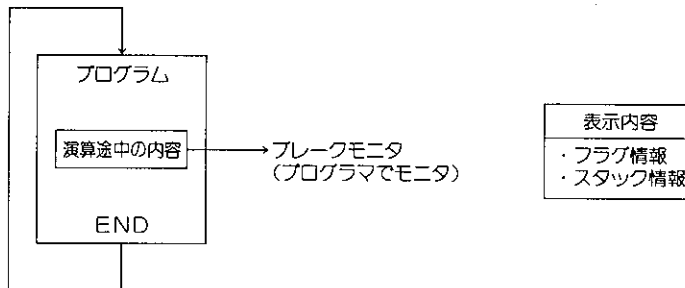 プログラム
演算途中の内容
ブレークモニタ
(プログラマでモニタ)
END
表示内容
・フラグ情報
・スタック情報